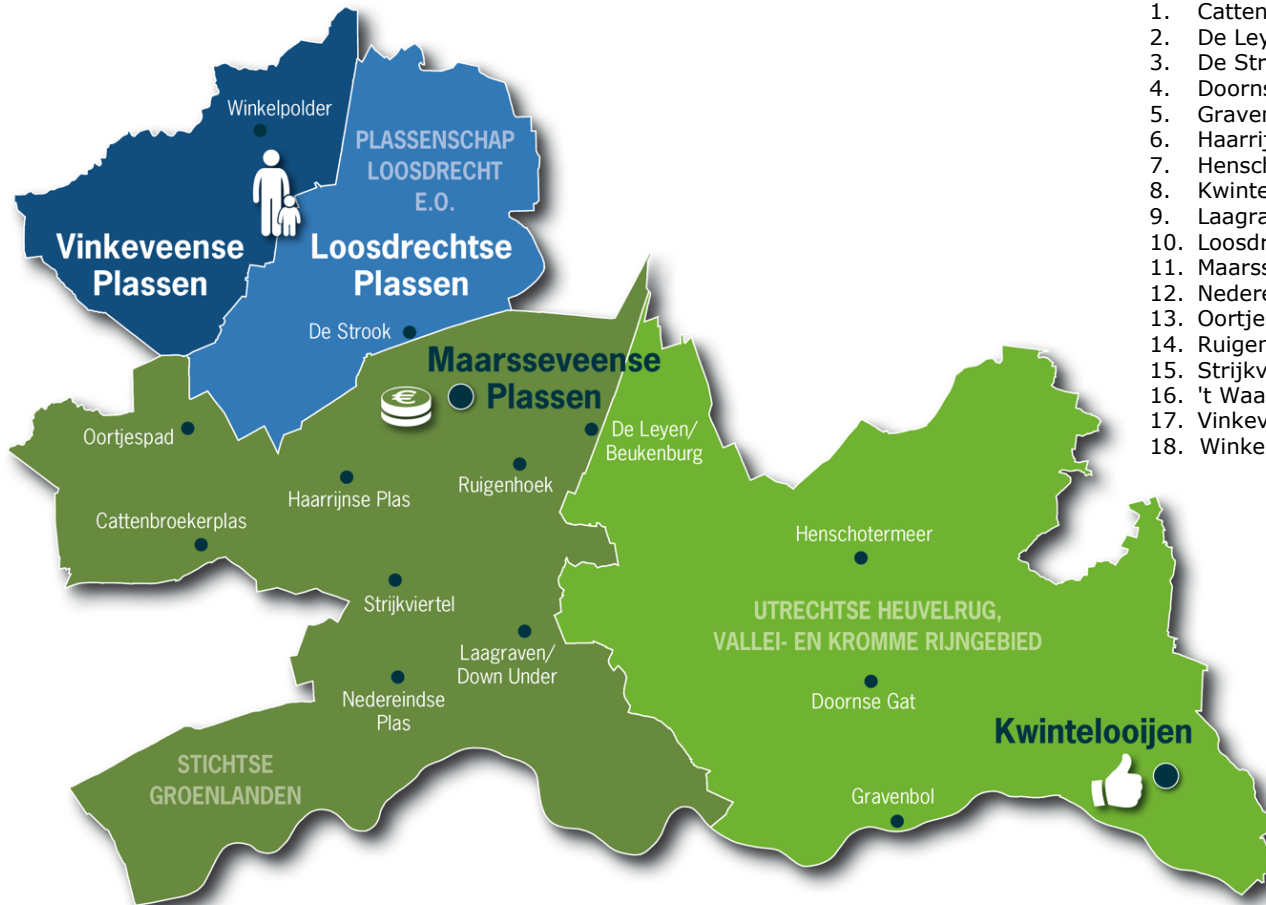 Winkelpolder
PLASSENSCHAP
LOOSDRECHT
E.O.
Vinkeveense
Plassen
Loosdrechtse
Plassen
De Strook
Maarsseveense
Plassen
€
Oortjespad
De Leyen/
Beukenburg
Haarrijnse Plas
Ruigenhoek
Cattenbroekerplas
Henschotermeer
Strijkviertel
UTRECHTSE HEUVELRUG,
VALLEI- EN KROMME RIJNGEBIED
Laagraven/
Down Under
Nedereindse
Plas
Doornse Gat
Kwintelooijen
STICHTSE
GROENLANDEN
Gravenbol
1. Catten
2. De Ley
3. De Str
4. Doorns
5. Graven
6. Haarrij
7. Hensch
8. Kwinte
9. Laagra
10. Loosdr
11. Maarss
12. Nedere
13. Oortjes
14. Ruigen
15. Strijkv
16. 't Waa
17. Vinkev
18. Winke